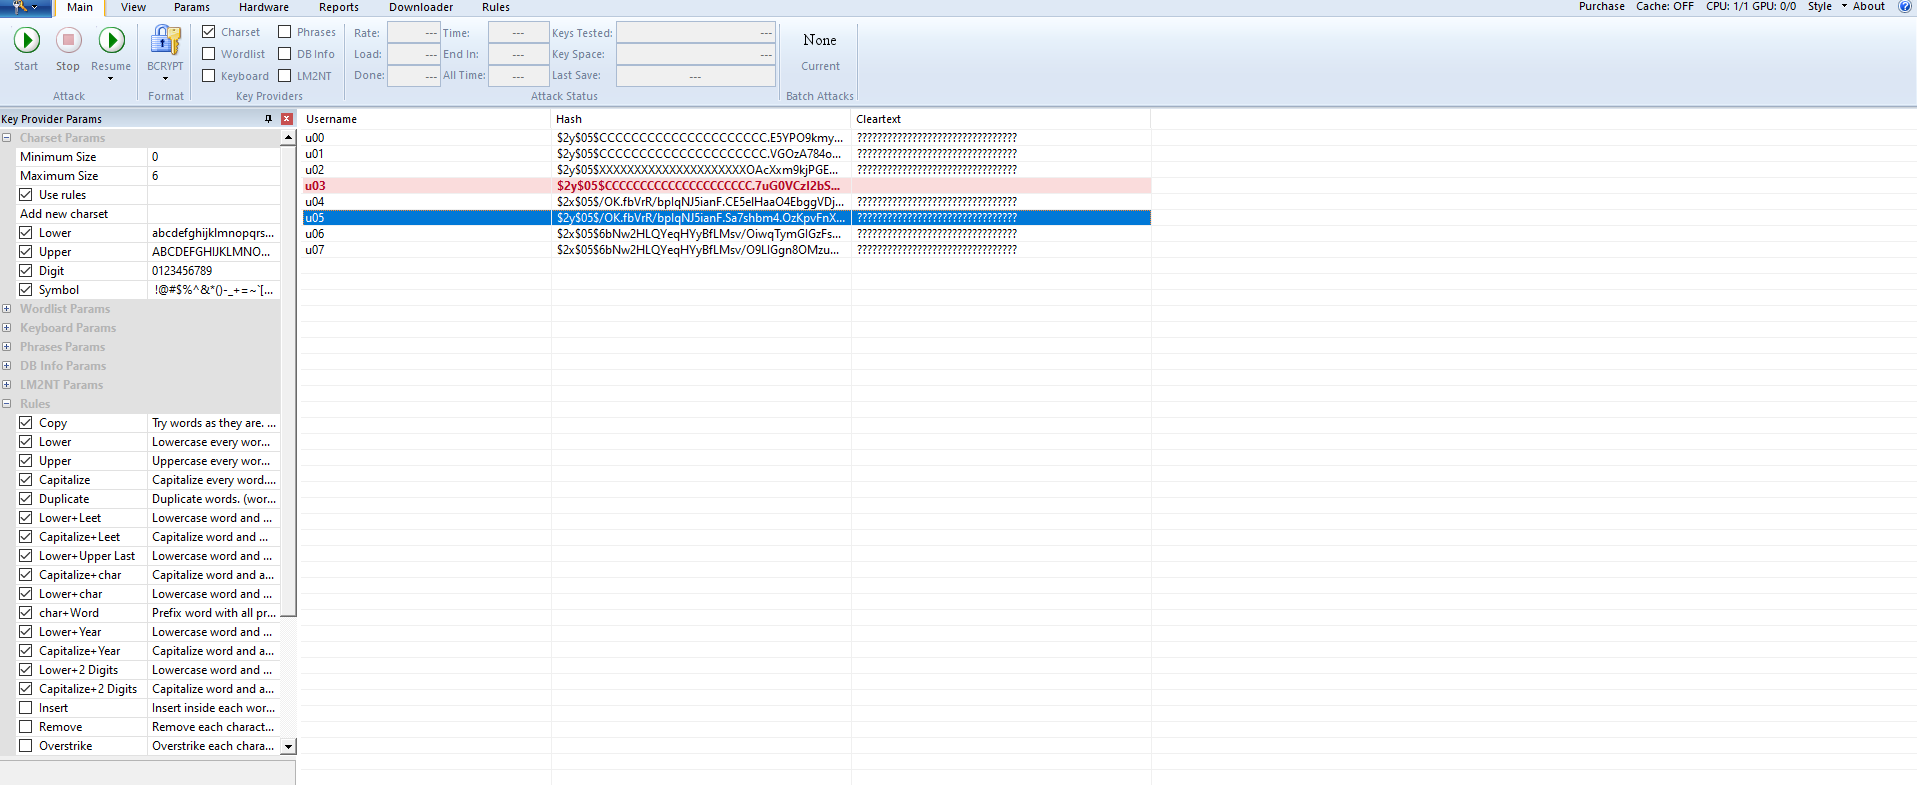 Main View Params Hardware Reports Downloader Rules Purchase Cache: OFF CPU: 1/1 GPU: 0/0 Style About
Start Stop Resume
Attack
BCRYPT
Format
Charset Phrases
Wordlist DB Info
Keyboard LM2NT
Key Providers
Rate: --- Time: --- Keys Tested: ---
Load: --- End In: --- Key Space: ---
Done: --- All Time: --- Last Save: ---
Attack Status
None
Current
Batch Attacks
Key Provider Params
Charset Params
Minimum Size 0
Maximum Size 6
Use rules
Add new charset
Lower abcdefghijklmnopqrs...
Upper ABCDEFGHIJKLMNO...
Digit 0123456789
Symbol !@#$%^&*()-_+=~`[...
Wordlist Params
Keyboard Params
Phrases Params
DB Info Params
LM2NT Params
Rules
Copy Try words as they are. ...
Lower Lowercase every wor...
Upper Uppercase every wor...
Capitalize Capitalize every word....
Duplicate Duplicate words. (wor...
Lower+Leet Lowercase word and ...
Capitalize+Leet Capitalize word and ...
Lower+Upper Last Lowercase word and ...
Capitalize+char Capitalize word and a...
Lower+char Lowercase word and ...
char+Word Prefix word with all pr...
Lower+Year Lowercase word and ...
Capitalize+Year Capitalize word and a...
Lower+2 Digits Lowercase word and ...
Capitalize+2 Digits Capitalize word and a...
Insert Insert inside each wor...
Remove Remove each charact...
Overstrike Overstrike each chara...
Username Hash Cleartext
u00 $2y$05$CCCCCCCCCCCCCCCCCCCCC.E5YPO9kmy... ????????????????????????????????
u01 $2y$05$CCCCCCCCCCCCCCCCCCCCC.VGOzA784o... ????????????????????????????????
u02 $2y$05$XXXXXXXXXXXXXXXXXXXXXOAcXxm9kjPGE... ????????????????????????????????
u03 $2y$05$CCCCCCCCCCCCCCCCCCCCC.7uG0VCzI2bS...
u04 $2x$05$/OK.fbVrR/bpIqNJ5ianF.CE5elHaaO4EbggVDj... ????????????????????????????????
u05 $2y$05$/OK.fbVrR/bpIqNJ5ianF.Sa7shbm4.OzKpvFnX... ????????????????????????????????
u06 $2x$05$6bNw2HLQYeqHYyBfLMsv/OiwqTymGIGzFs... ????????????????????????????????
u07 $2x$05$6bNw2HLQYeqHYyBfLMsv/O9LIGgn8OMzu... ????????????????????????????????